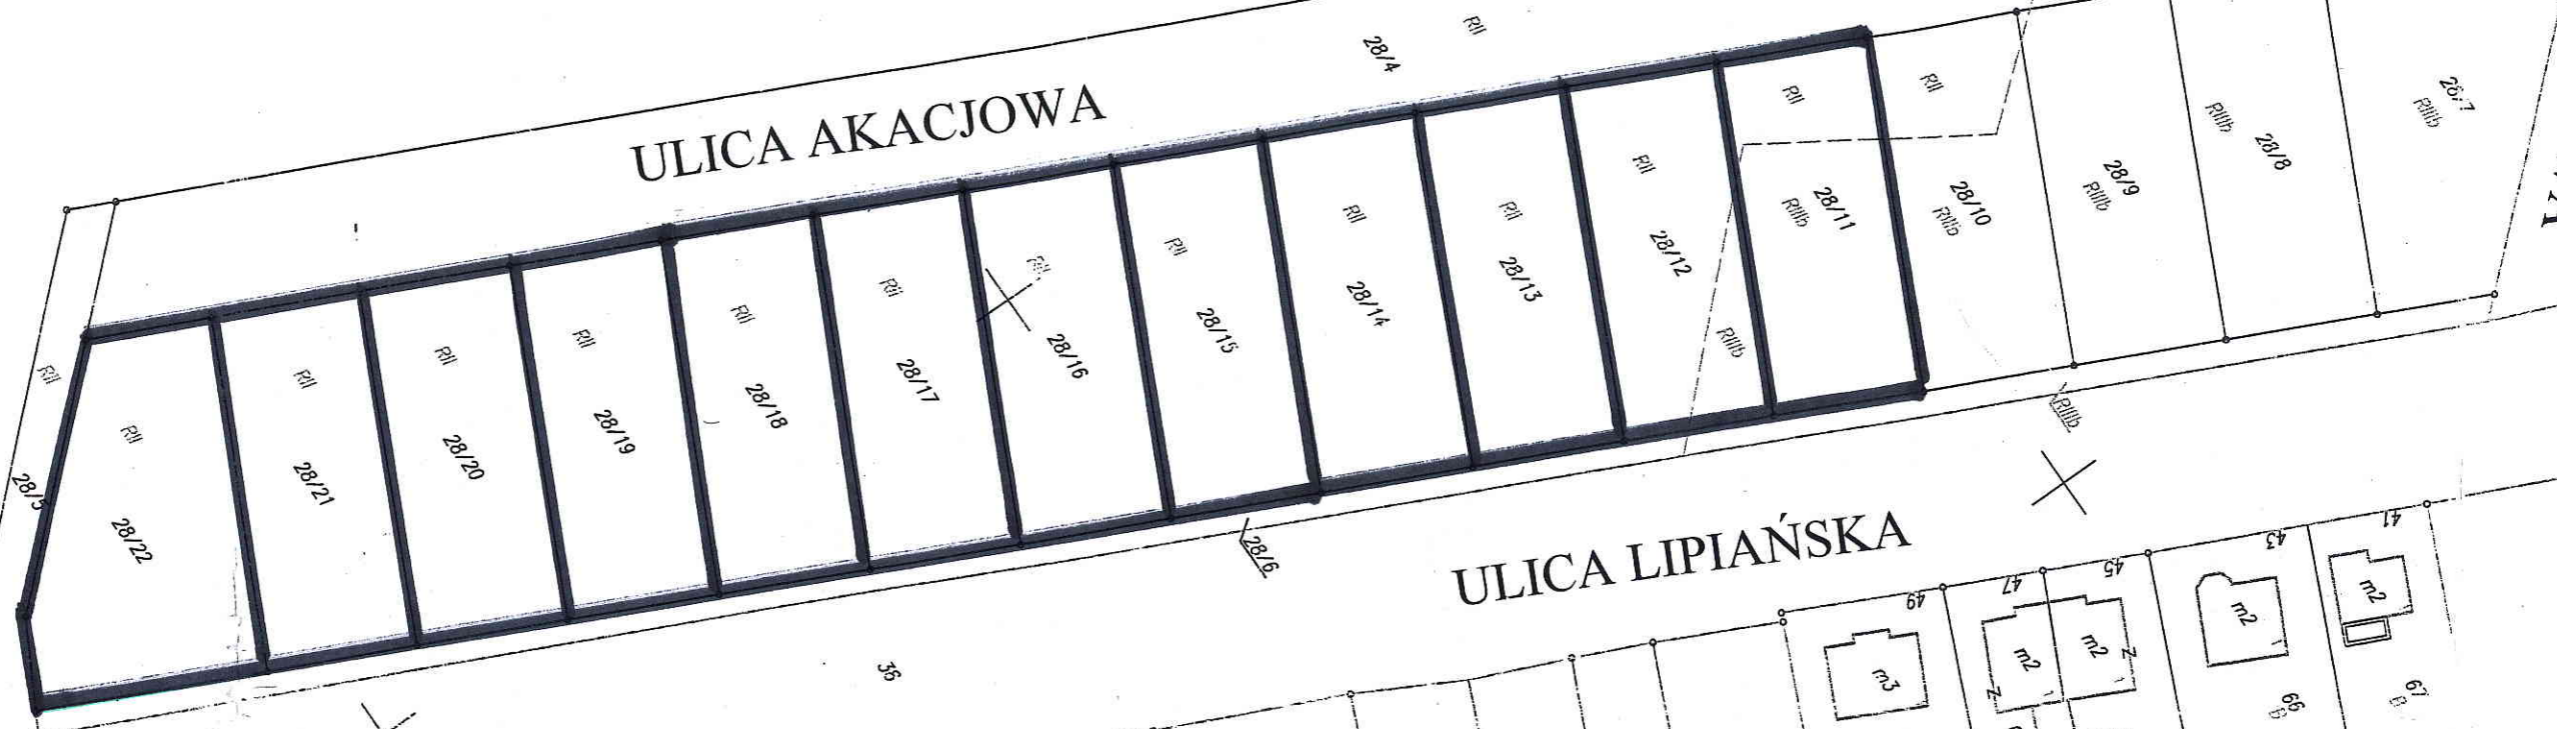 RII
28/4
ULICA AKACJOWA
RII
28/5
RII
28/22
RII
28/21
RII
28/20
RII
28/19
RII
28/18
RII
28/17
RII
28/16
RII
28/15
RII
28/14
RII
28/13
RII
28/12
RIIIb
RII
28/11
RIIIb
RII
28/10
RIIIb
28/9
RIIIb
28/8
RIIIb
28/7
RIIIb
RIIIb
28/6
ULICA LIPIAŃSKA
36
49
47
45
43
41
m3
m2
m2
m2
m2
Z
Z
66
B
67
B